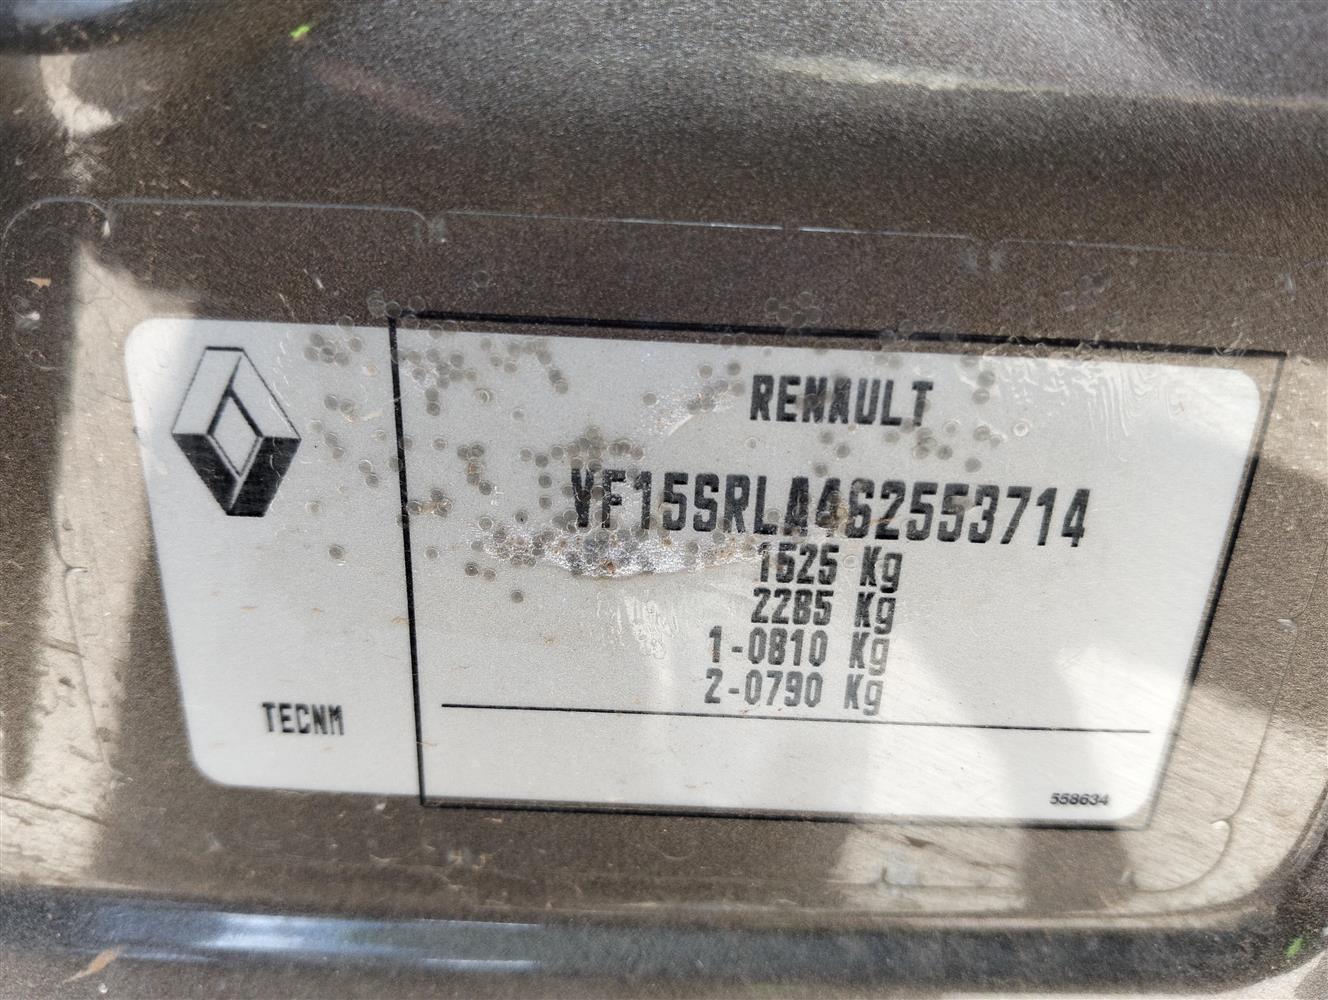 RENAULT
VF15SRLA462553714
1525 Kg
2285 Kg
1-0810 Kg
2-0790 Kg
TECNM
558634